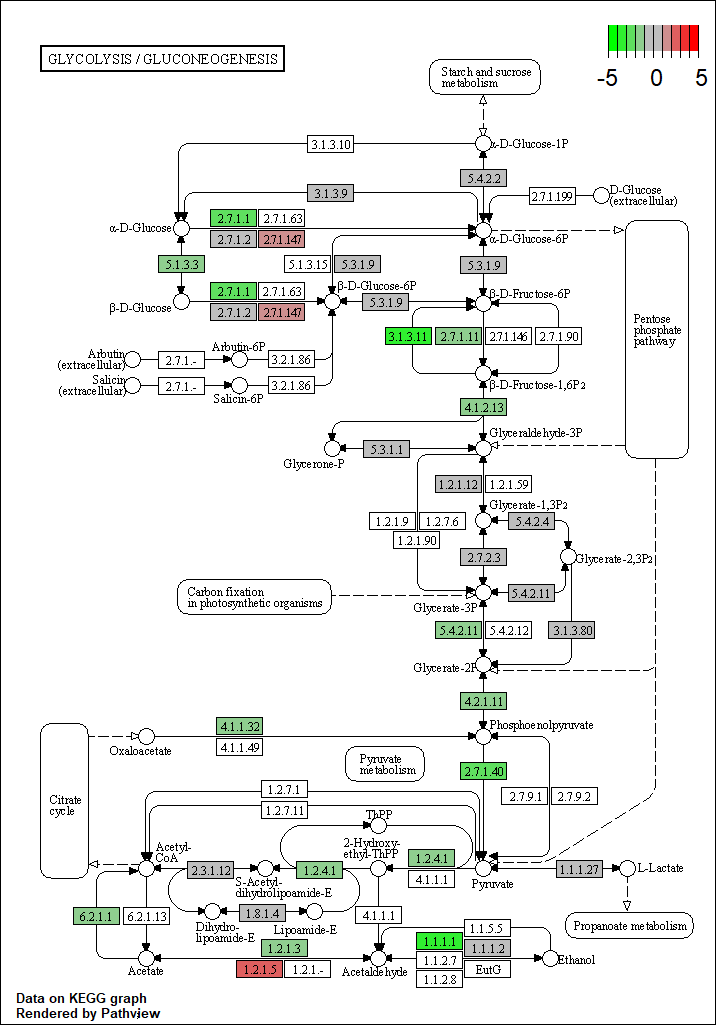 GLYCOLYSIS / GLUCONEOGENESIS
-5 0 5
Starch and sucrose
metabolism
3.1.3.10
α-D-Glucose-1P
5.4.2.2
3.1.3.9
2.7.1.199
D-Glucose
(extracellular)
2.7.1.1
2.7.1.63
α-D-Glucose
2.7.1.2
2.7.1.147
α-D-Glucose-6P
5.1.3.3
5.1.3.15
5.3.1.9
5.3.1.9
2.7.1.1
2.7.1.63
β-D-Glucose-6P
β-D-Glucose
2.7.1.2
2.7.1.147
5.3.1.9
β-D-Fructose-6P
Pentose
phosphate
pathway
3.1.3.11
2.7.1.11
2.7.1.146
2.7.1.90
Arbutin
(extracellular)
2.7.1.-
Arbutin-6P
3.2.1.86
Salicin
(extracellular)
2.7.1.-
Salicin-6P
3.2.1.86
β-D-Fructose-1,6P2
4.1.2.13
Glyceraldehyde-3P
Glycerone-P
5.3.1.1
1.2.1.12
1.2.1.59
Glycerate-1,3P2
1.2.1.9
1.2.7.6
1.2.1.90
5.4.2.4
2.7.2.3
Glycerate-2,3P2
Carbon fixation
in photosynthetic organisms
5.4.2.11
Glycerate-3P
5.4.2.11
5.4.2.12
3.1.3.80
Glycerate-2P
4.2.1.11
4.1.1.32
Phosphoenolpyruvate
Oxaloacetate
4.1.1.49
Pyruvate
metabolism
2.7.1.40
Citrate
cycle
1.2.7.1
1.2.7.11
2.7.9.1
2.7.9.2
ThPP
Acetyl-
CoA
2-Hydroxy-
ethyl-ThPP
2.3.1.12
1.2.4.1
1.2.4.1
4.1.1.1
Pyruvate
1.1.1.27
L-Lactate
S-Acetyl-
dihydrolipoamide-E
6.2.1.1
6.2.1.13
1.8.1.4
Dihydro-
lipoamide-E
Lipoamide-E
4.1.1.1
Propanoate metabolism
1.1.5.5
1.2.1.3
1.1.1.1
1.1.1.2
Acetate
1.2.1.5
1.2.1.-
Acetaldehyde
1.1.2.7
EutG
1.1.2.8
Ethanol
Data on KEGG graph
Rendered by Pathview